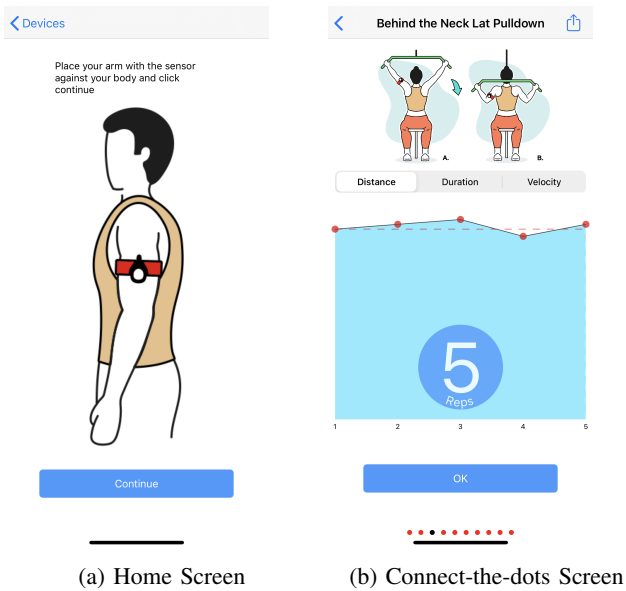 Devices
Place your arm with the sensor
against your body and click
continue
Continue
(a) Home Screen
Behind the Neck Lat Pulldown
A.
B.
Distance
Duration
Velocity
5
Reps
1 2 3 4 5
OK
(b) Connect-the-dots Screen